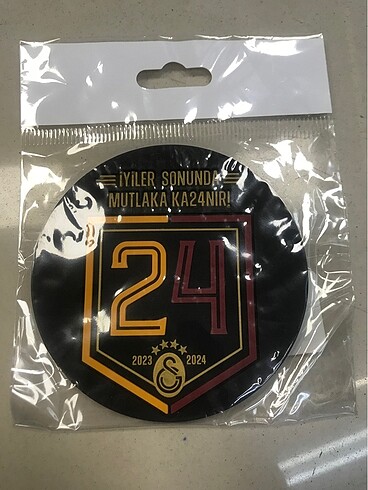 İYİLER SONUNDA
MUTLAKA KA24NIR!
24
2023 2024